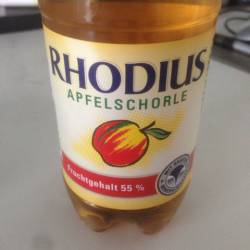 RHODIUS
APFELSCHORLE
Fruchtgehalt 55 %